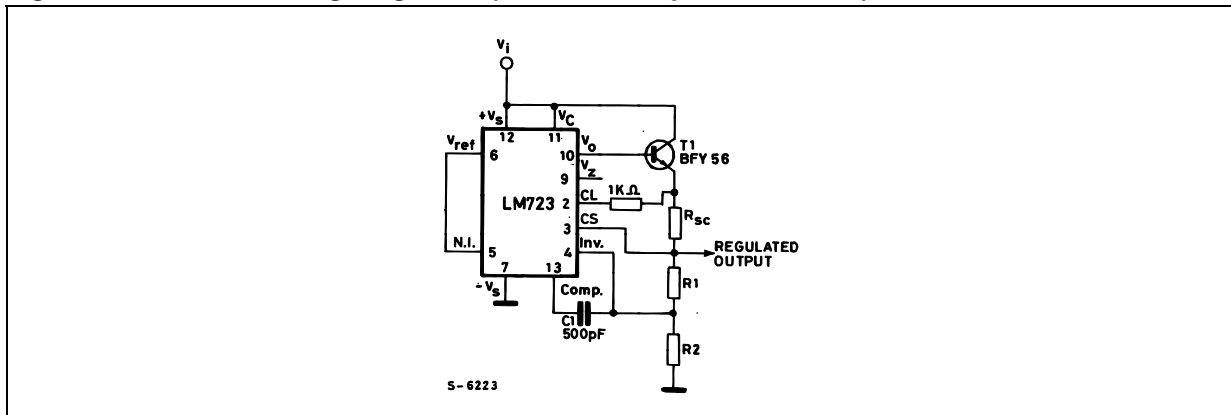 Vi
+Vs
VC
12
11
Vref
6
Vo
10
T1
BFY 56
Vz
9
LM723
CL
2
1KΩ
Rsc
CS
3
N.I.
5
Inv.
4
REGULATED
OUTPUT
7
13
-Vs
Comp.
R1
C1
500pF
R2
S-6223